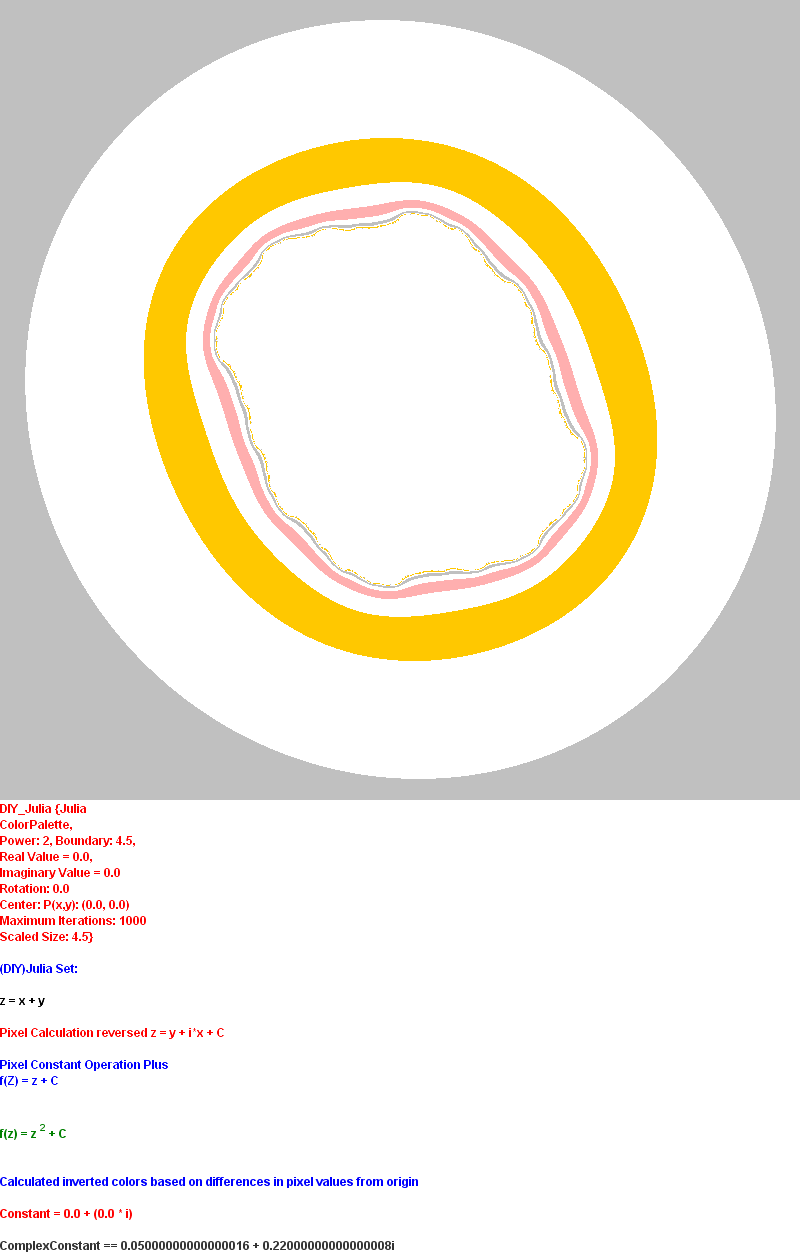 DIY_Julia {Julia
ColorPalette,
Power: 2, Boundary: 4.5,
Real Value = 0.0,
Imaginary Value = 0.0
Rotation: 0.0
Center: P(x,y): (0.0, 0.0)
Maximum Iterations: 1000
Scaled Size: 4.5}
(DIY)Julia Set:
z = x + y
Pixel Calculation reversed z = y + i*x + C
Pixel Constant Operation Plus
f(Z) = z + C
f(z) = z ² + C
Calculated inverted colors based on differences in pixel values from origin
Constant = 0.0 + (0.0 * i)
ComplexConstant == 0.05000000000000016 + 0.22000000000000008i